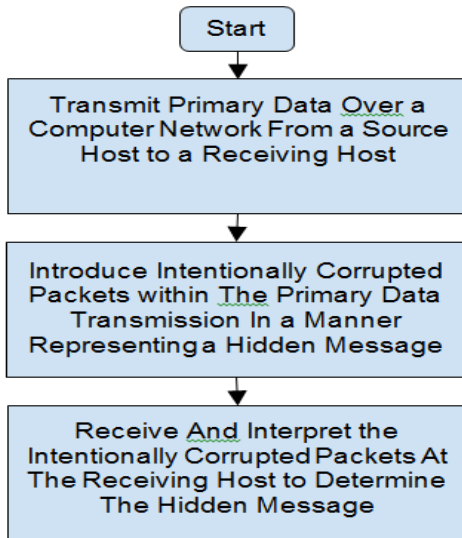 Start
Transmit Primary Data Over a
Computer Network From a Source
Host to a Receiving Host
Introduce Intentionally Corrupted
Packets within The Primary Data
Transmission In a Manner
Representing a Hidden Message
Receive And Interpret the
Intentionally Corrupted Packets At
The Receiving Host to Determine
The Hidden Message